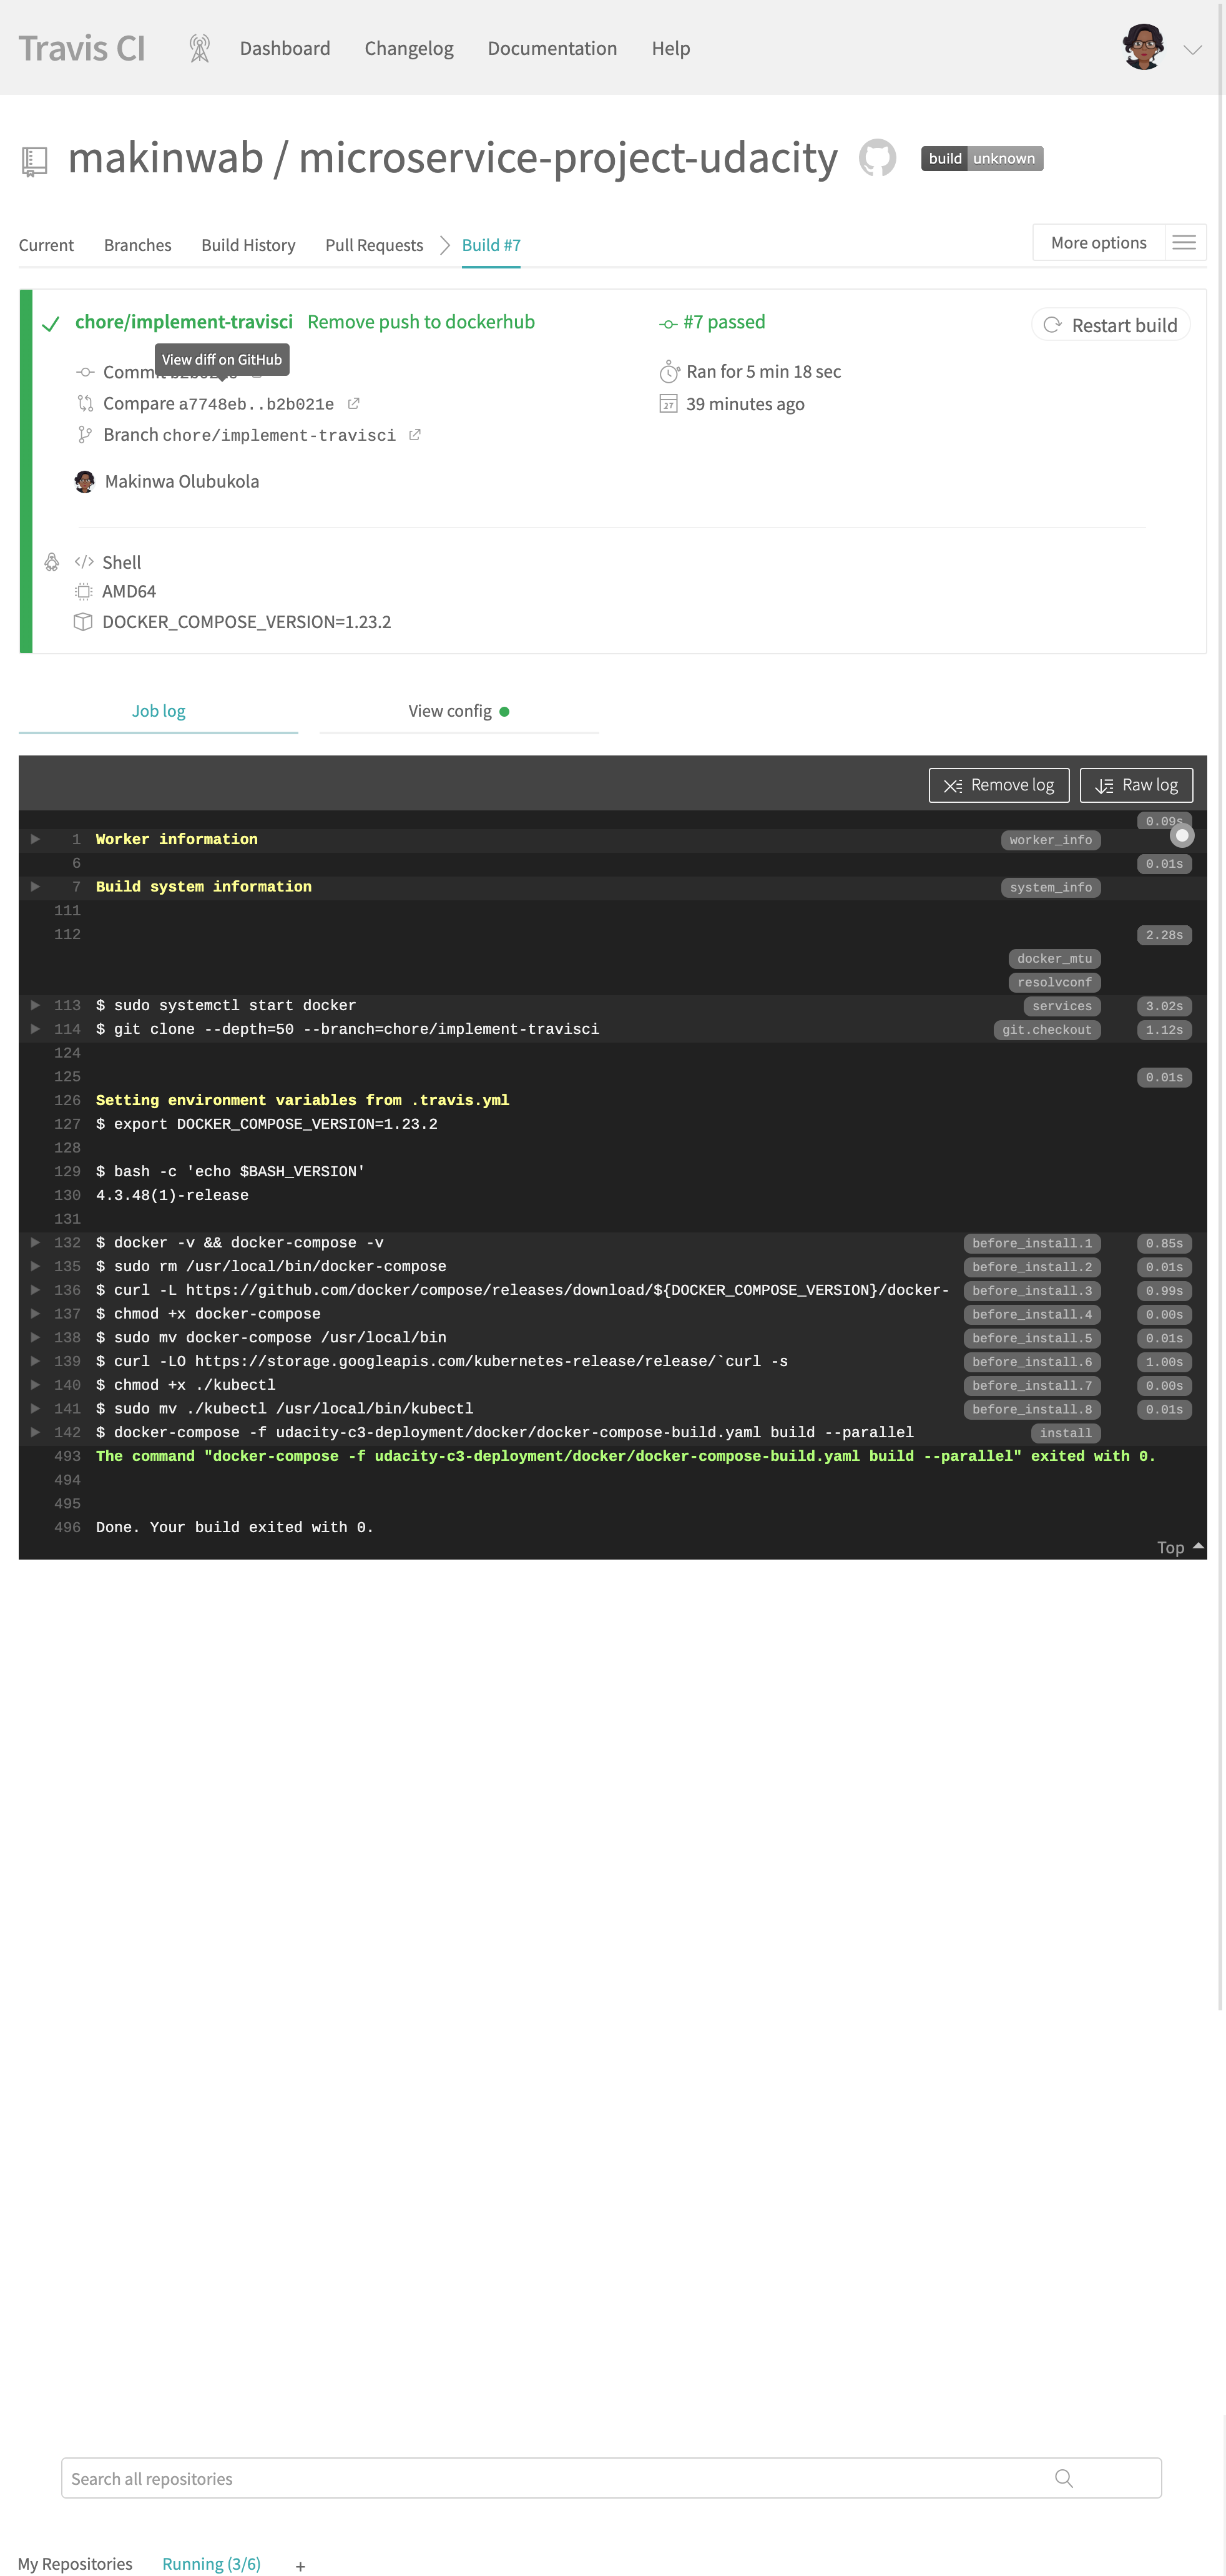 Travis CI Dashboard Changelog Documentation Help
makinwab / microservice-project-udacity build unknown
Current Branches Build History Pull Requests Build #7 More options
chore/implement-travisci Remove push to dockerhub #7 passed Restart build
View diff on GitHub
Commit Ran for 5 min 18 sec
Compare a7748eb..b2b021e 39 minutes ago
Branch chore/implement-travisci
Makinwa Olubukola
Shell
AMD64
DOCKER_COMPOSE_VERSION=1.23.2
Job log View config
Remove log Raw log
0.09s
1 Worker information worker_info
6 0.01s
7 Build system information system_info
111
112 2.28s
docker_mtu
resolvconf
113 $ sudo systemctl start docker services 3.02s
114 $ git clone --depth=50 --branch=chore/implement-travisci git.checkout 1.12s
124
125 0.01s
126 Setting environment variables from .travis.yml
127 $ export DOCKER_COMPOSE_VERSION=1.23.2
128
129 $ bash -c 'echo $BASH_VERSION'
130 4.3.48(1)-release
131
132 $ docker -v && docker-compose -v before_install.1 0.85s
135 $ sudo rm /usr/local/bin/docker-compose before_install.2 0.01s
136 $ curl -L https://github.com/docker/compose/releases/download/${DOCKER_COMPOSE_VERSION}/docker- before_install.3 0.99s
137 $ chmod +x docker-compose before_install.4 0.00s
138 $ sudo mv docker-compose /usr/local/bin before_install.5 0.01s
139 $ curl -LO https://storage.googleapis.com/kubernetes-release/release/`curl -s before_install.6 1.00s
140 $ chmod +x ./kubectl before_install.7 0.00s
141 $ sudo mv ./kubectl /usr/local/bin/kubectl before_install.8 0.01s
142 $ docker-compose -f udacity-c3-deployment/docker/docker-compose-build.yaml build --parallel install
493 The command "docker-compose -f udacity-c3-deployment/docker/docker-compose-build.yaml build --parallel" exited with 0.
494
495
496 Done. Your build exited with 0.
Top
Search all repositories
My Repositories Running (3/6) +